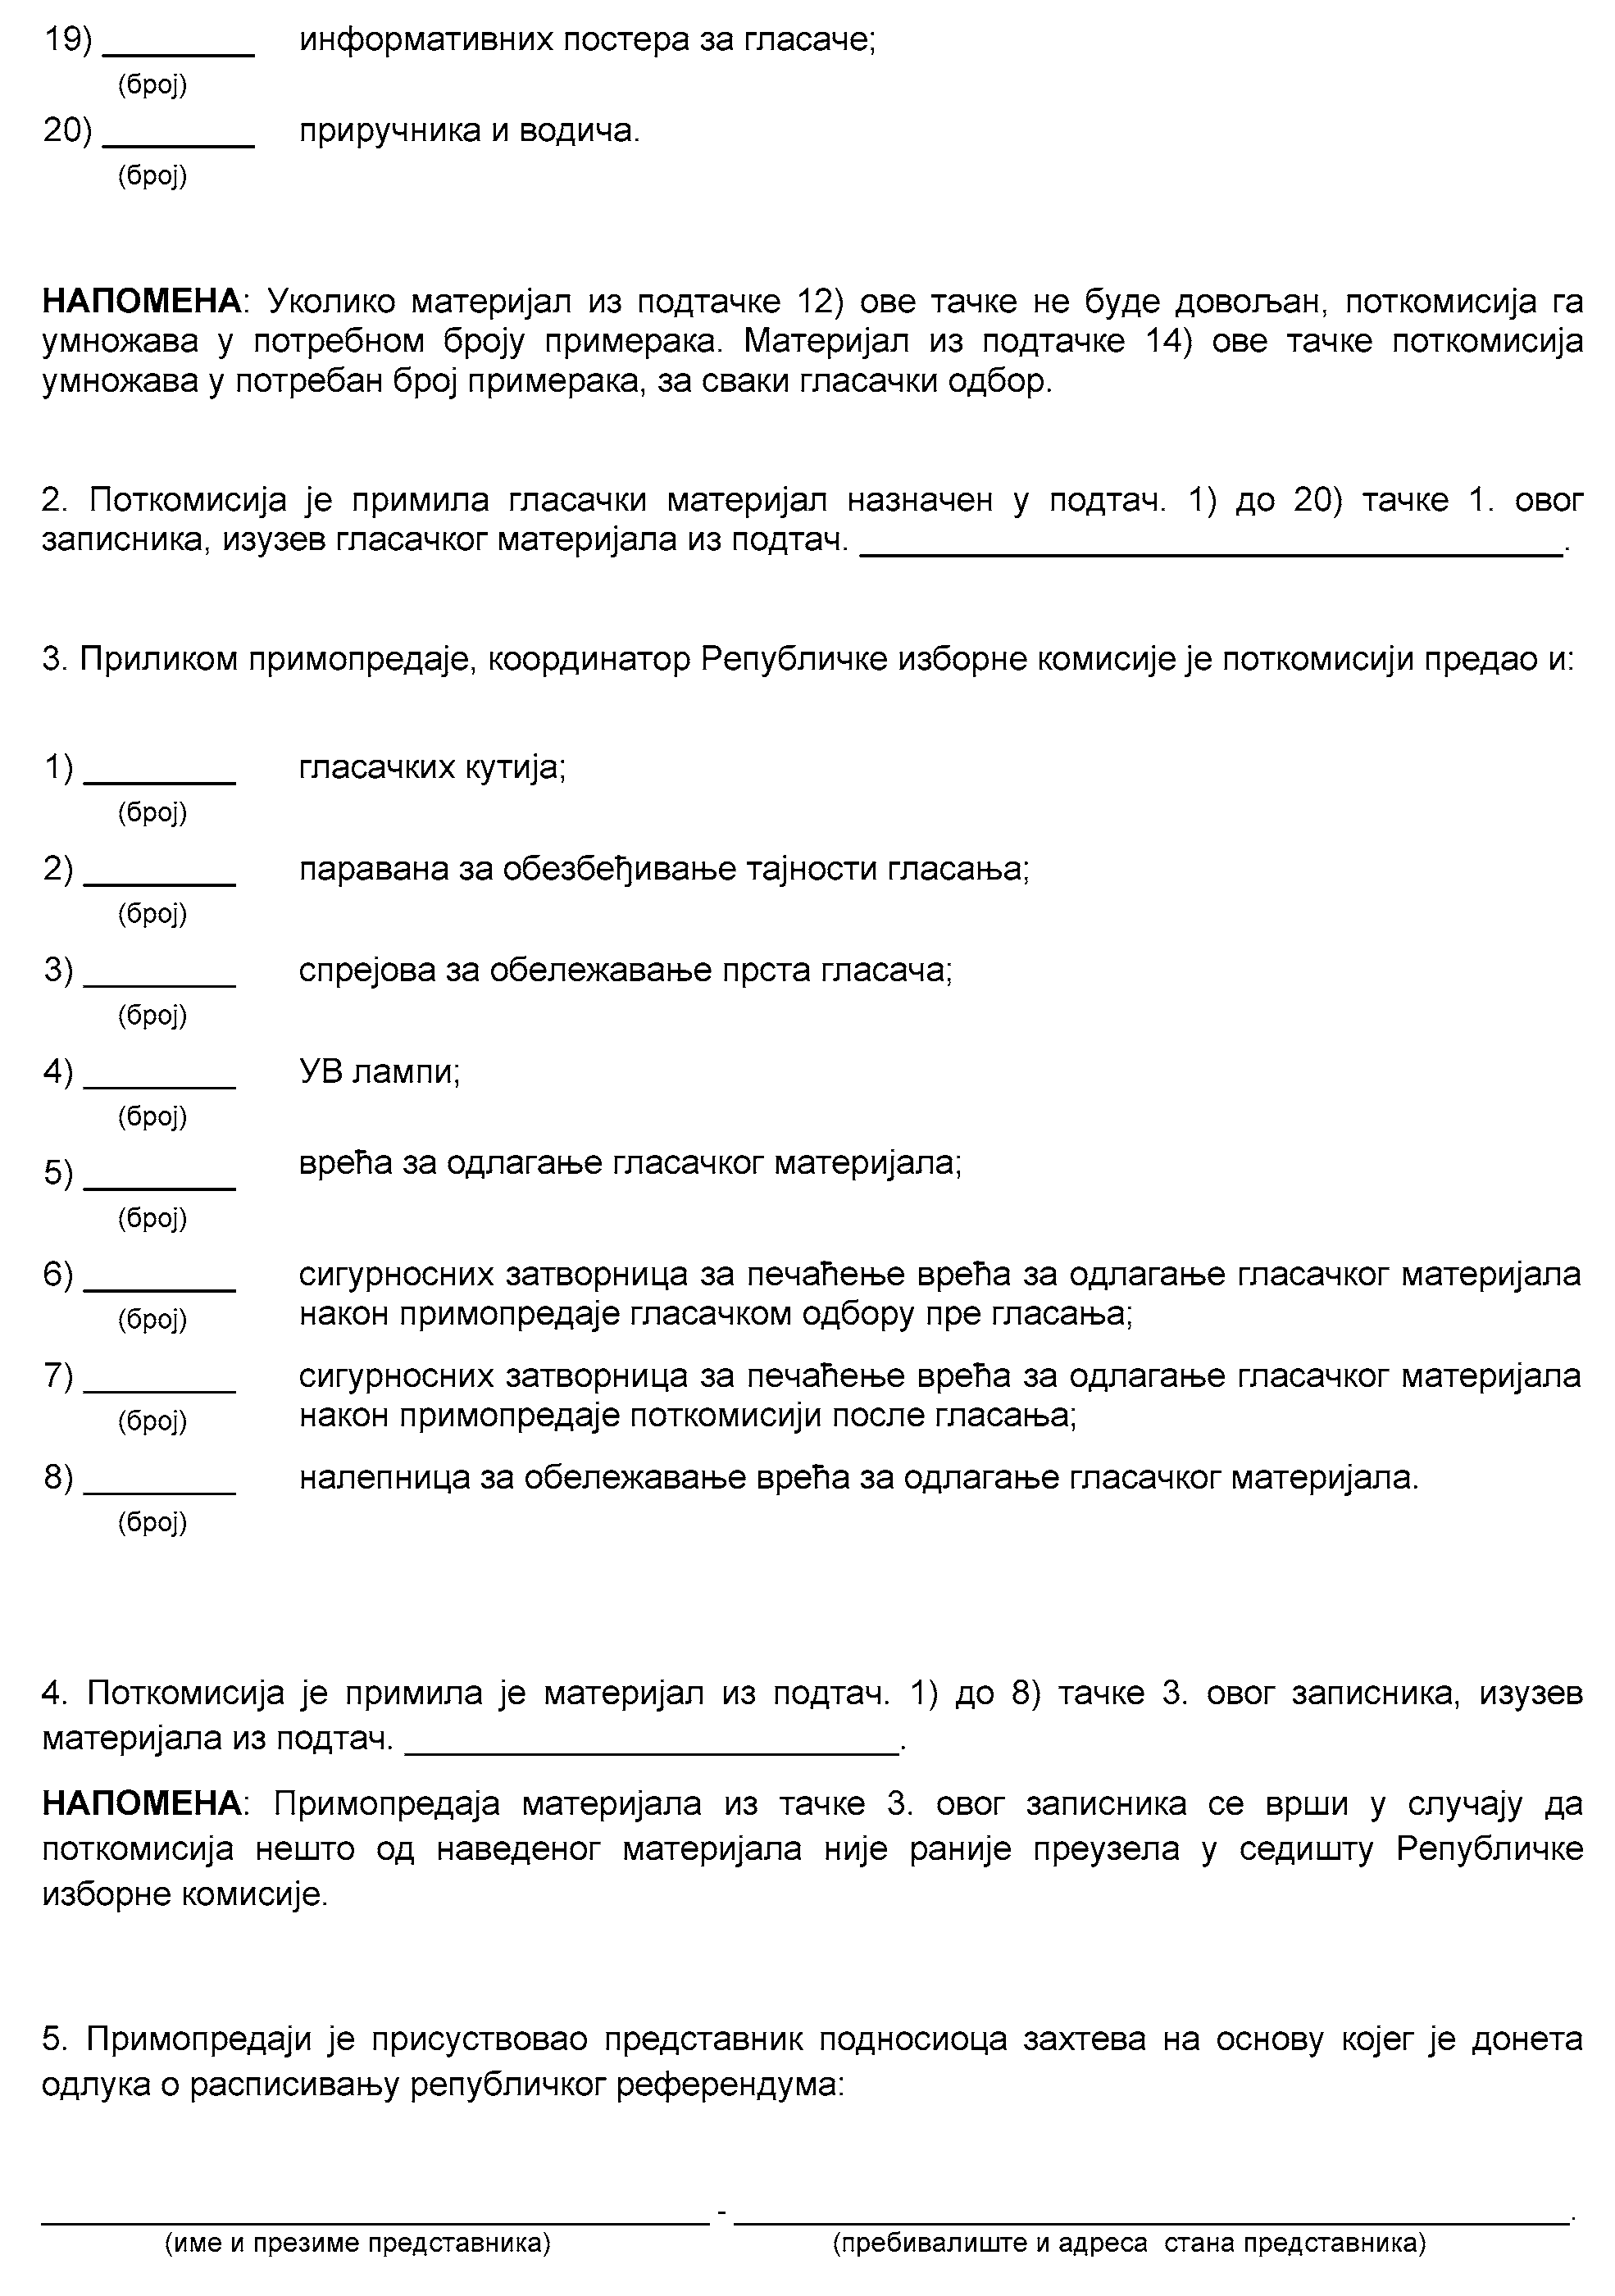 19) ________ информативних постера за гласаче;
(број)
20) ________ приручника и водича.
(број)
НАПОМЕНА: Уколико материјал из подтачке 12) ове тачке не буде довољан, поткомисија га
умножава у потребном броју примерака. Материјал из подтачке 14) ове тачке поткомисија
умножава у потребан број примерака, за сваки гласачки одбор.
2. Поткомисија је примила гласачки материјал назначен у подтач. 1) до 20) тачке 1. овог
записника, изузев гласачког материјала из подтач. ________________________________.
3. Приликом примопредаје, координатор Републичке изборне комисије је поткомисији предао и:
1) ________ гласачких кутија;
(број)
2) ________ паравана за обезбеђивање тајности гласања;
(број)
3) ________ спрејова за обележавање прста гласача;
(број)
4) ________ УВ лампи;
(број)
5) ________ врећа за одлагање гласачког материјала;
(број)
6) ________ сигурносних затворница за печаћење врећа за одлагање гласачког материјала
(број) након примопредаје гласачком одбору пре гласања;
7) ________ сигурносних затворница за печаћење врећа за одлагање гласачког материјала
(број) након примопредаје поткомисији после гласања;
8) ________ налепница за обележавање врећа за одлагање гласачког материјала.
(број)
4. Поткомисија је примила је материјал из подтач. 1) до 8) тачке 3. овог записника, изузев
материјала из подтач. __________________________.
НАПОМЕНА: Примопредаја материјала из тачке 3. овог записника се врши у случају да
поткомисија нешто од наведеног материјала није раније преузела у седишту Републичке
изборне комисије.
5. Примопредаји је присуствовао представник подносиоца захтева на основу којег је донета
одлука о расписивању републичког референдума:
___________________________________ - ____________________________________________.
(име и презиме представника) (пребивалиште и адреса стана представника)